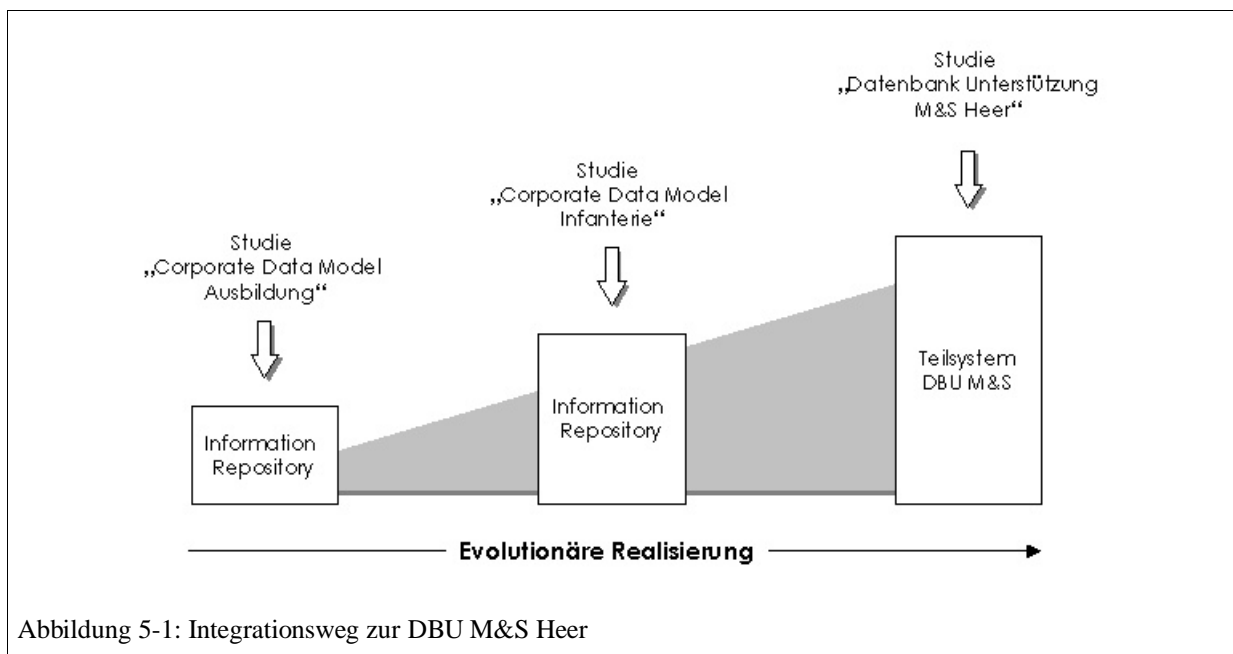 Studie
„Datenbank Unterstützung
M&S Heer“
Studie
„Corporate Data Model
Infanterie“
Studie
„Corporate Data Model
Ausbildung“
Information
Repository
Information
Repository
Teilsystem
DBU M&S
Evolutionäre Realisierung
Abbildung 5-1: Integrationsweg zur DBU M&S Heer